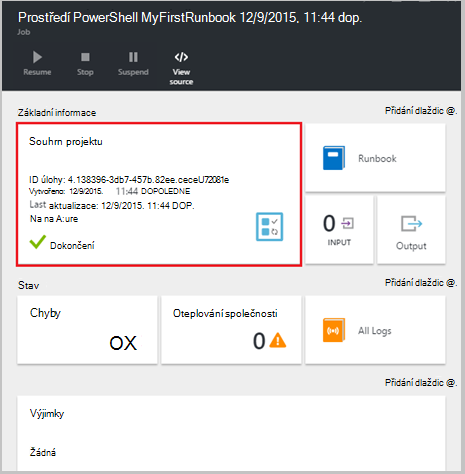 Prostředí PowerShell MyFirstRunbook 12/9/2015, 11:44 dop.
Job
Resume
Stop
Suspend
View source
Základní informace
Přidání dlaždic @.
Souhrn projektu
ID úlohy: 4.138396-3db7-457b.82ee.ceceU72081e
Vytvořeno: 12/9/2015. 11:44 DOPOLEDNE
Last aktualizace: 12/9/2015. 11:44 DOP.
Na na A:ure
Dokončení
Runbook
0
INPUT
Output
Stav
Přidání dlaždic @.
Chyby
OX
Oteplování společnosti
0
All Logs
Přidání dlaždic @.
Výjimky
Žádná